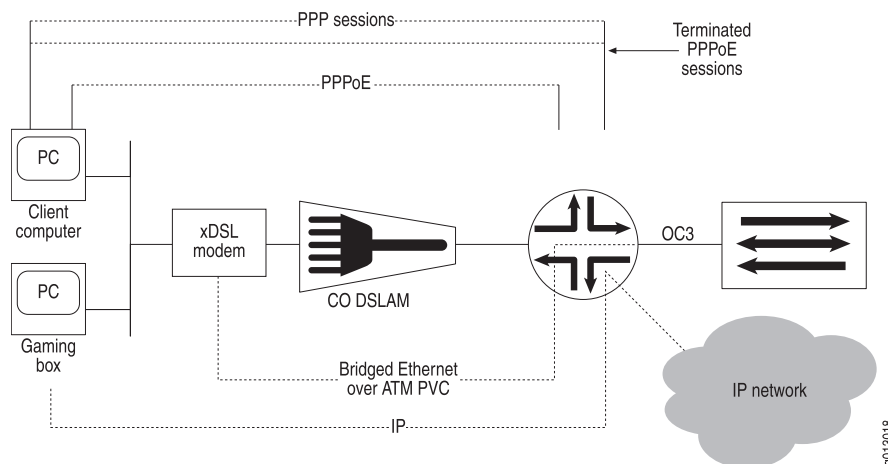 PPP sessions
Terminated
PPPoE
sessions
PPPoE
PC
Client
computer
xDSL
modem
CO DSLAM
OC3
PC
Gaming
box
Bridged Ethernet
over ATM PVC
IP
IP network
g013018